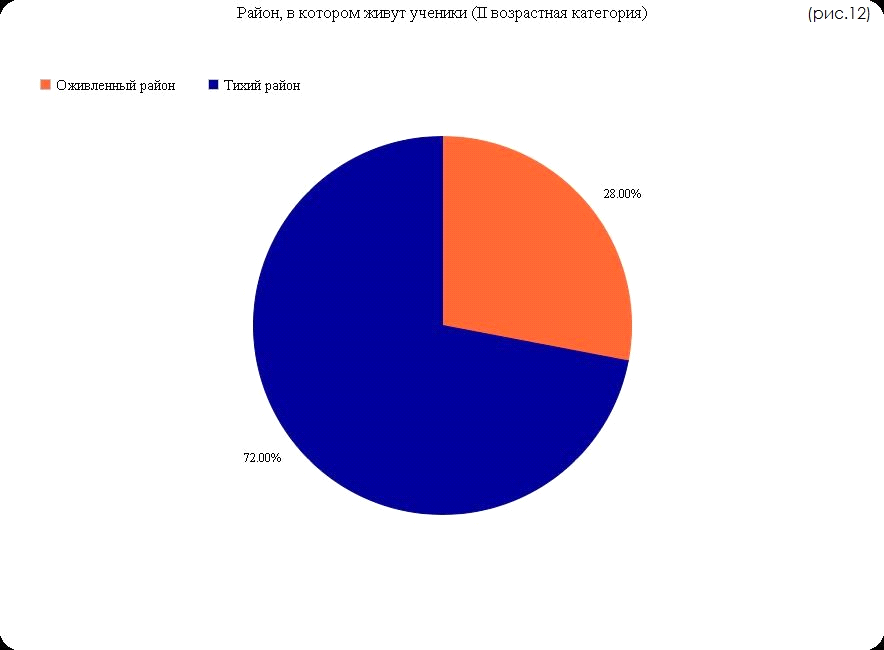 Район, в котором живут ученики (II возрастная категория)
(рис.12)
Оживленный район
Тихий район
28.00%
72.00%